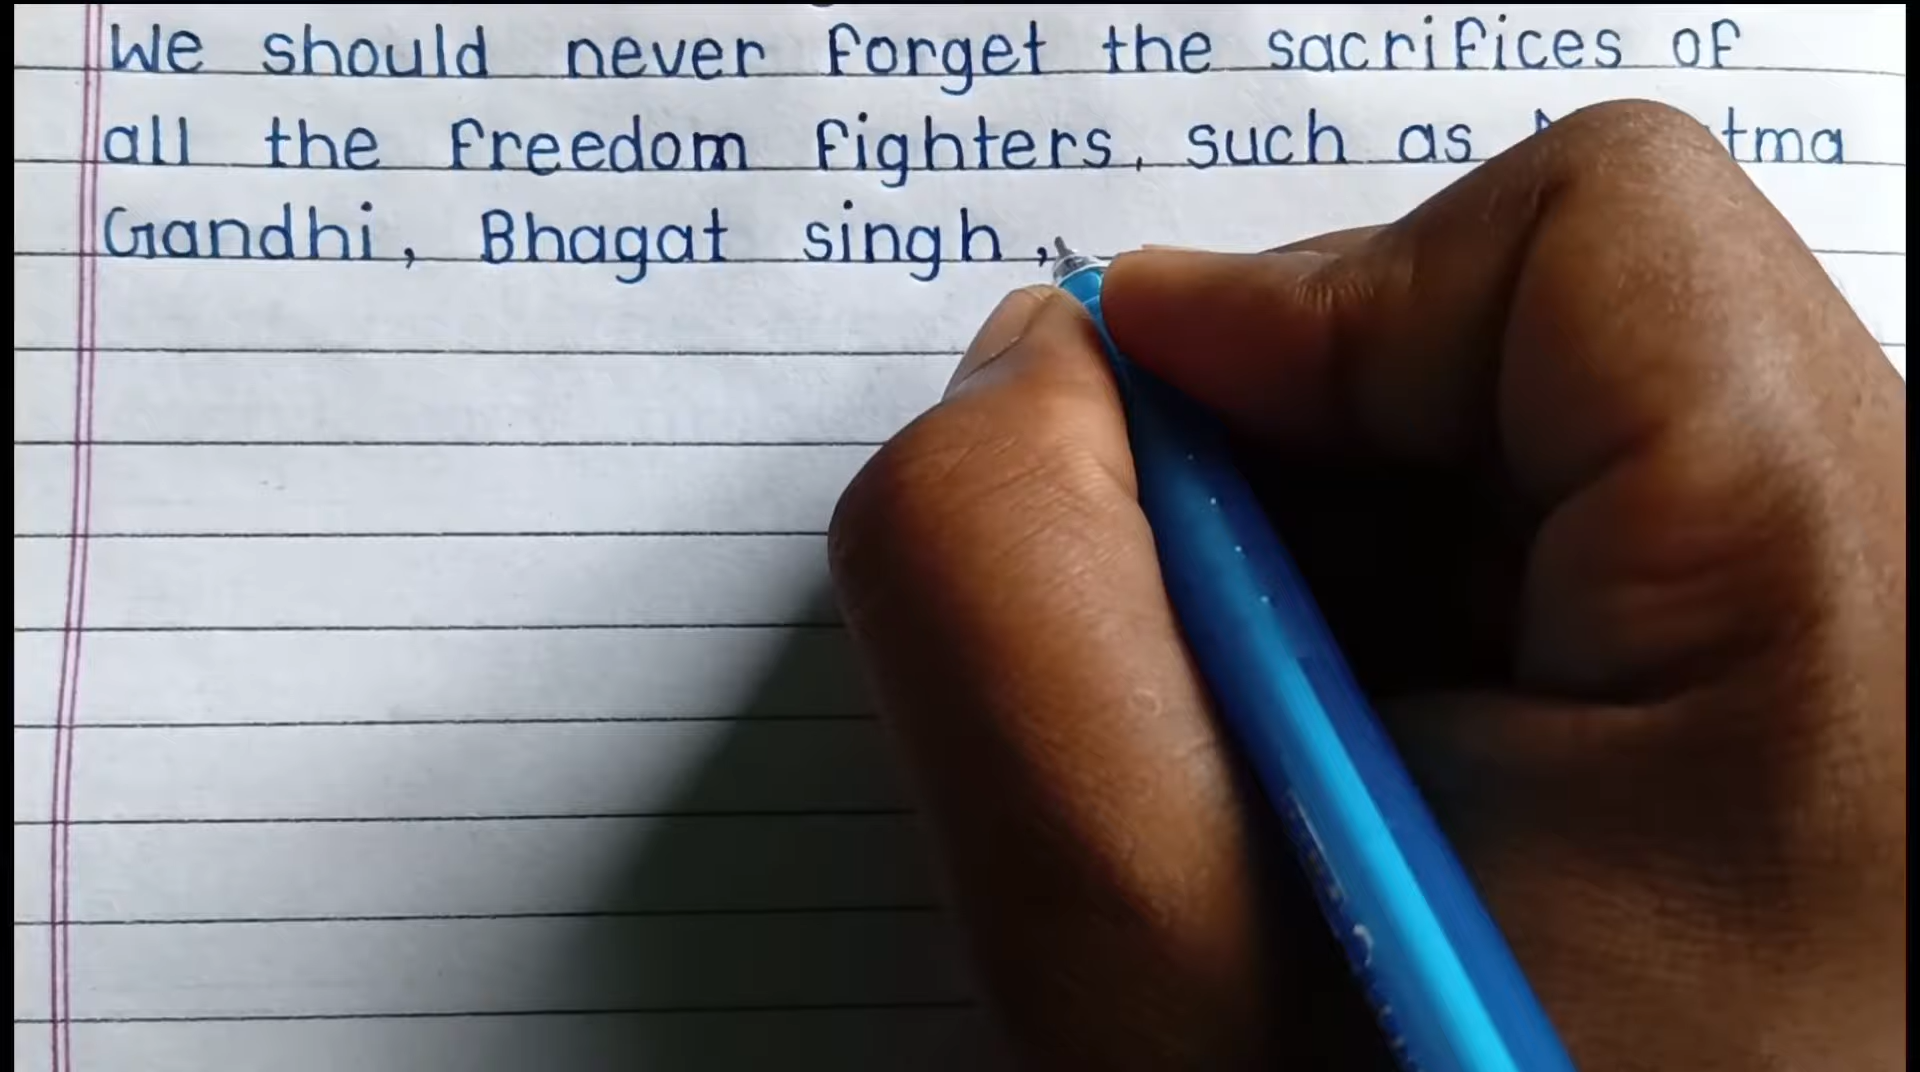 We should never forget the sacrifices of
all the freedom fighters, such as
Gandhi, Bhagat singh,